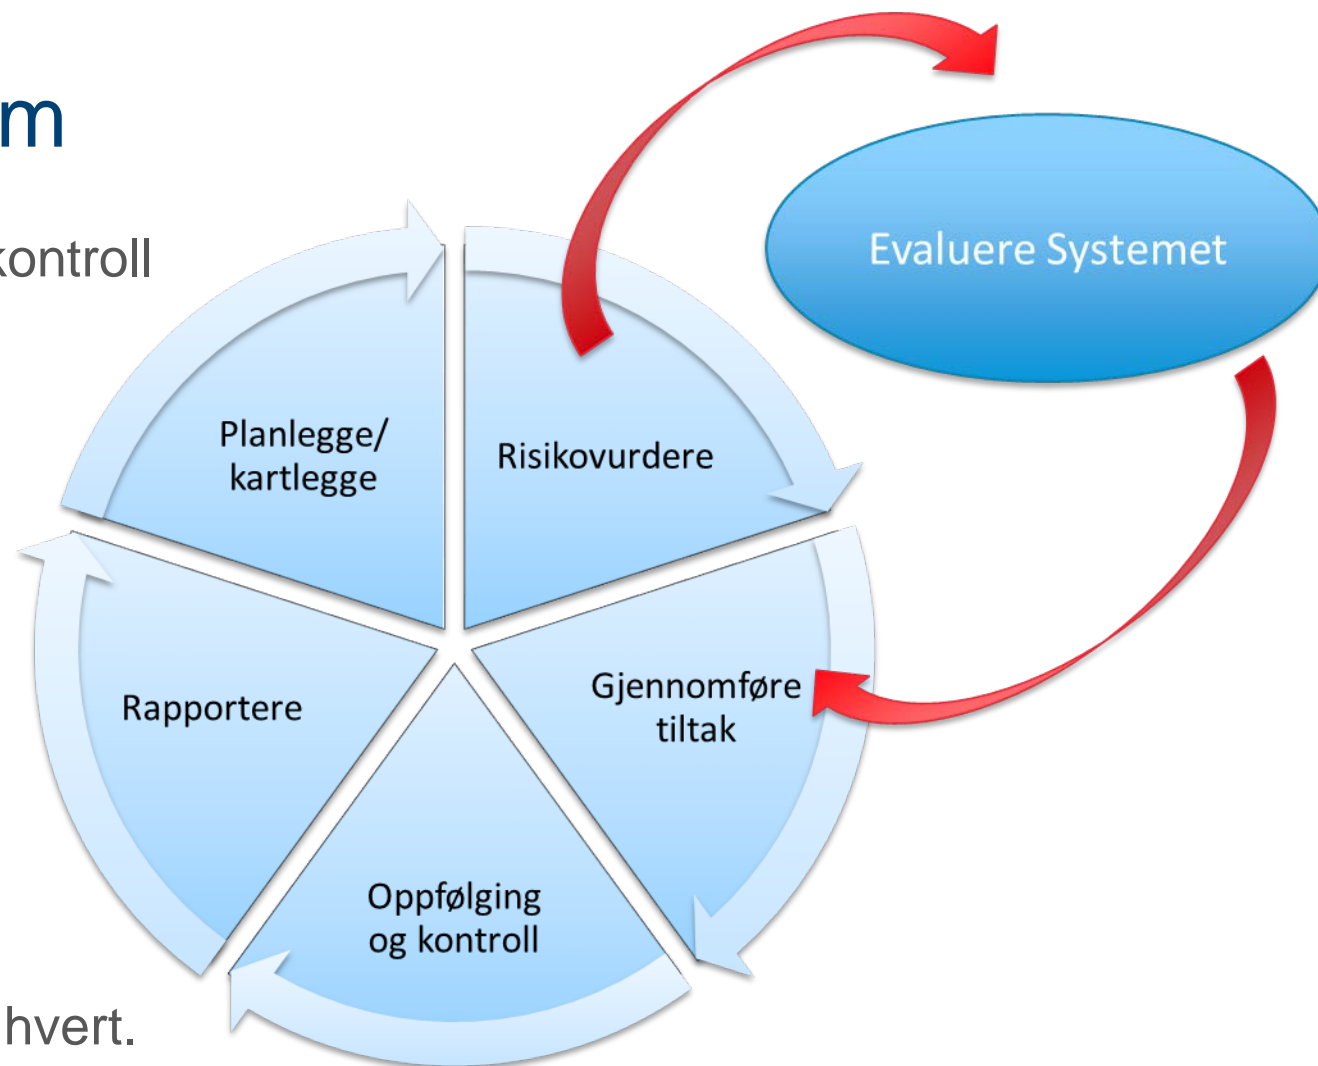 m
kontroll
Evaluere Systemet
Planlegge/
kartlegge
Risikovurdere
Gjennomføre
tiltak
Rapportere
Oppfølging
og kontroll
hvert.